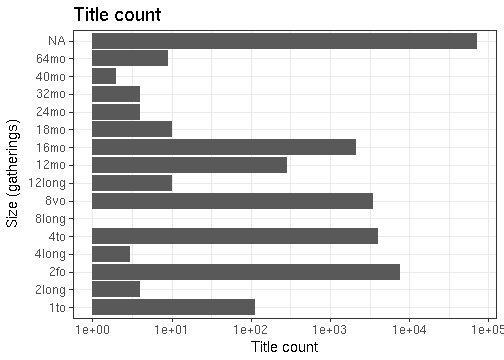 Title count
Size (gatherings)
NA
64mo
40mo
32mo
24mo
18mo
16mo
12mo
12long
8vo
8long
4to
4long
2fo
2long
1to
1e+00 1e+01 1e+02 1e+03 1e+04 1e+05
Title count